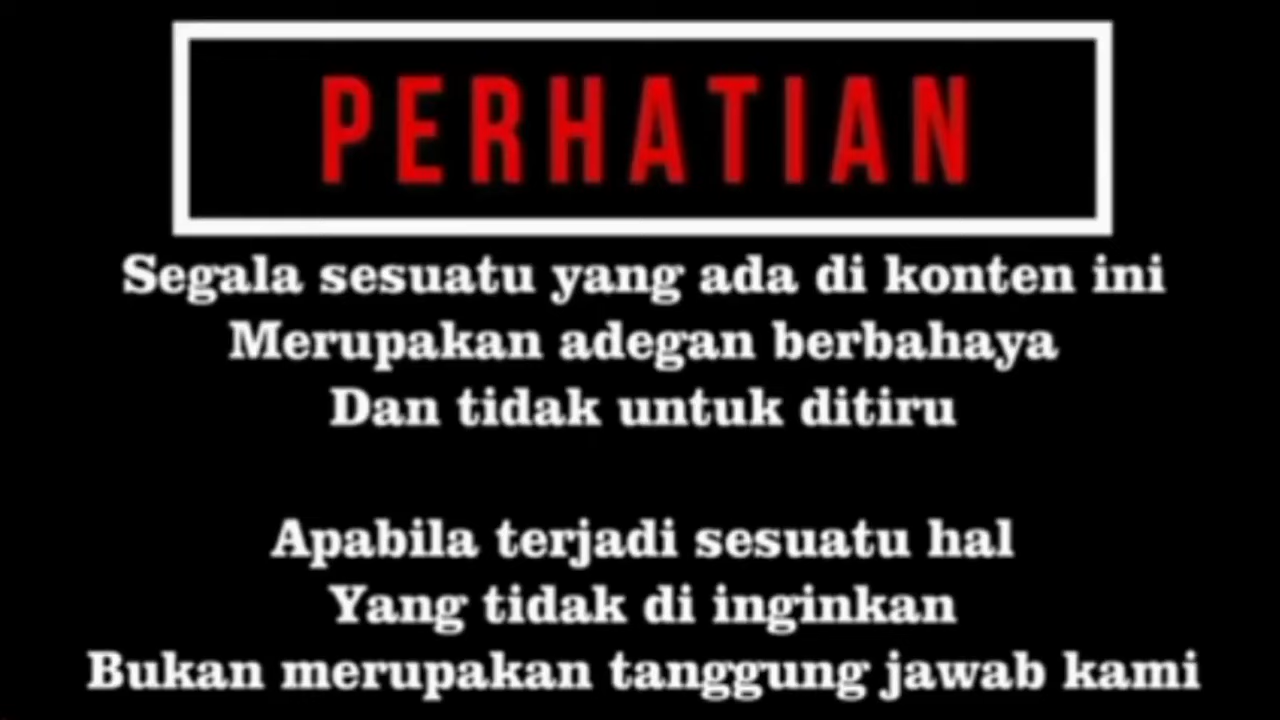 PERHATIAN
Segala sesuatu yang ada di konten ini
Merupakan adegan berbahaya
Dan tidak untuk ditiru
Apabila terjadi sesuatu hal
Yang tidak di inginkan
Bukan merupakan tanggung jawab kami